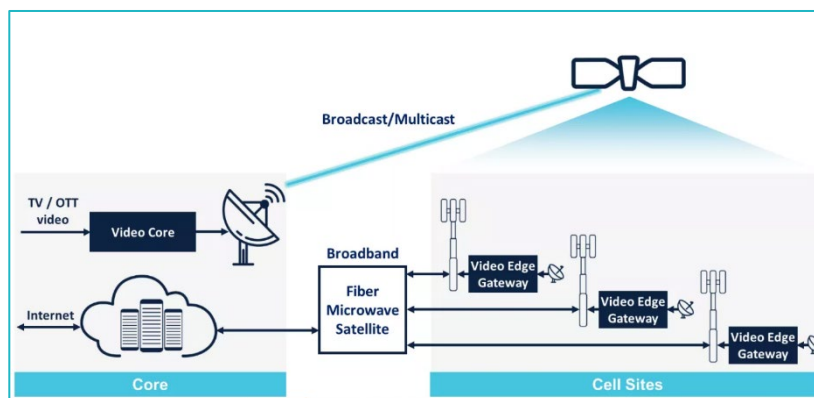 Broadcast/Multicast
TV / OTT
video
Video Core
Broadband
Internet
Fiber
Microwave
Satellite
Video Edge
Gateway
Video Edge
Gateway
Video Edge
Gateway
Core
Cell Sites